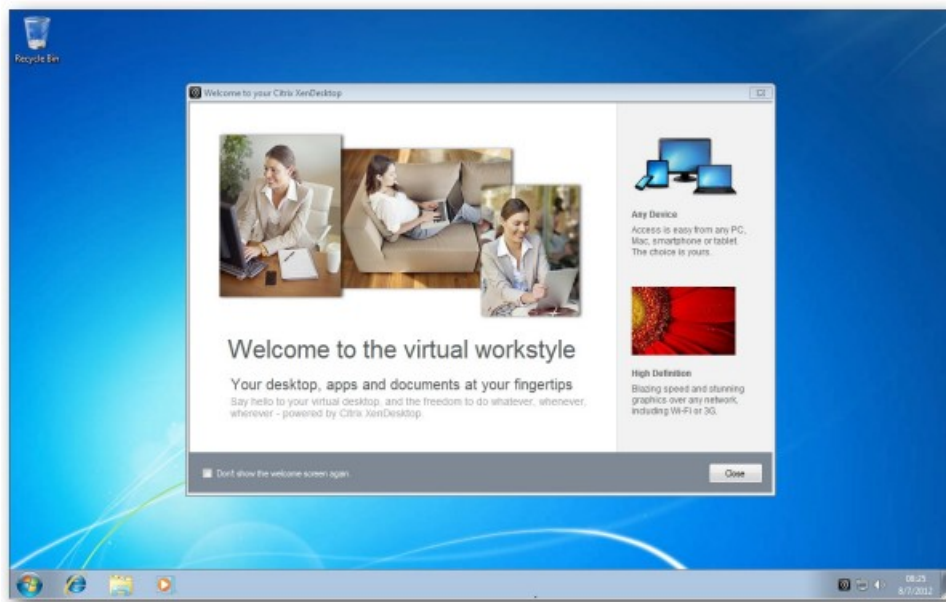 Recycle Bin
Welcome to your Citrix XenDesktop
Any Device
Access is easy from any PC,
Mac, smartphone or tablet.
The choice is yours.
High Definition
Blazing speed and stunning
graphics over any network,
including Wi-Fi or 3G.
Welcome to the virtual workstyle
Your desktop, apps and documents at your fingertips
Say hello to your virtual desktop, and the freedom to do whatever, whenever,
wherever - powered by Citrix XenDesktop.
Don't show the welcome screen again.
Close
08:25
8/7/2012